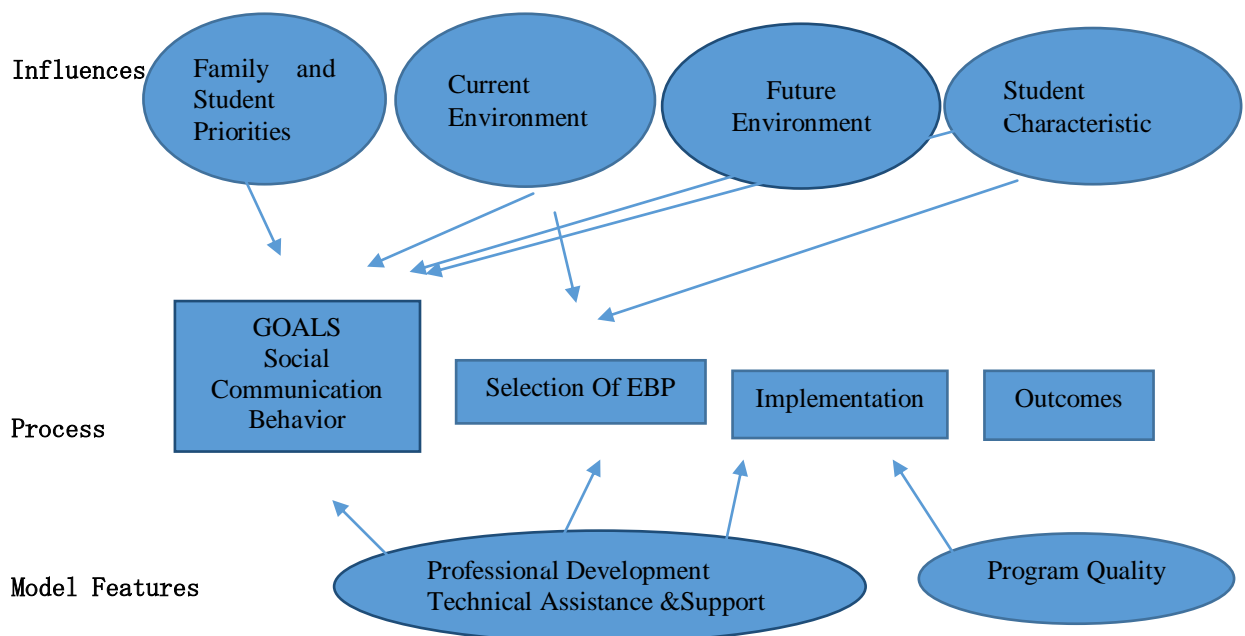 Influences
Family and
Student
Priorities
Current
Environment
Future
Environment
Student
Characteristic
GOALS
Social
Communication
Behavior
Selection Of EBP
Implementation
Outcomes
Process
Professional Development
Technical Assistance &Support
Program Quality
Model Features